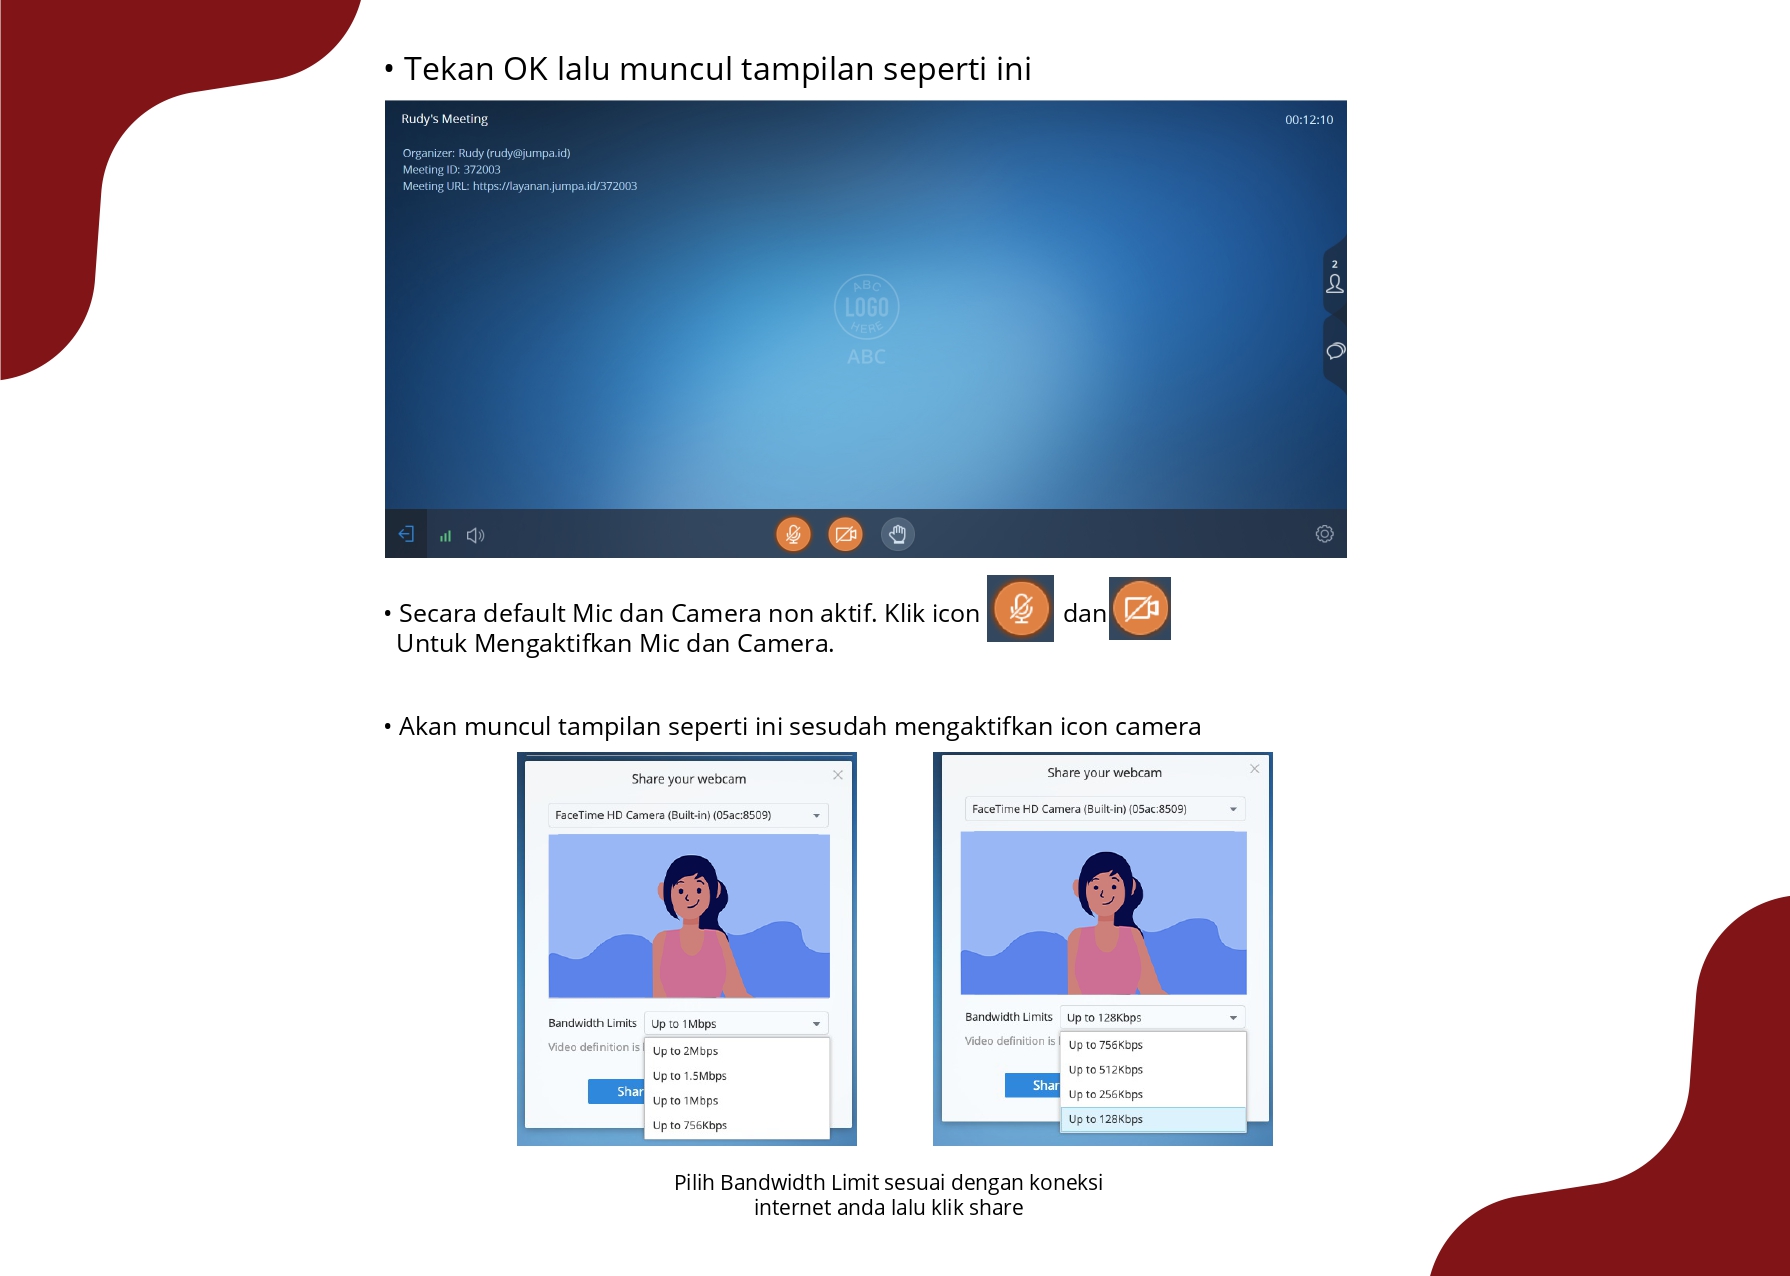 • Tekan OK lalu muncul tampilan seperti ini
Rudy's Meeting
00:12:10
Organizer: Rudy (rudy@jumpa.id)
Meeting ID: 372003
Meeting URL: https://layanan.jumpa.id/372003
2
ABC
LOGO
HERE
ABC
• Secara default Mic dan Camera non aktif. Klik icon dan
Untuk Mengaktifkan Mic dan Camera.
• Akan muncul tampilan seperti ini sesudah mengaktifkan icon camera
Share your webcam
FaceTime HD Camera (Built-in) (05ac:8509)
Bandwidth Limits Up to 1Mbps
Video definition is
Up to 2Mbps
Up to 1.5Mbps
Shar
Up to 1Mbps
Up to 756Kbps
Share your webcam
FaceTime HD Camera (Built-in) (05ac:8509)
Bandwidth Limits Up to 128Kbps
Video definition is
Up to 756Kbps
Up to 512Kbps
Shar
Up to 256Kbps
Up to 128Kbps
Pilih Bandwidth Limit sesuai dengan koneksi
internet anda lalu klik share